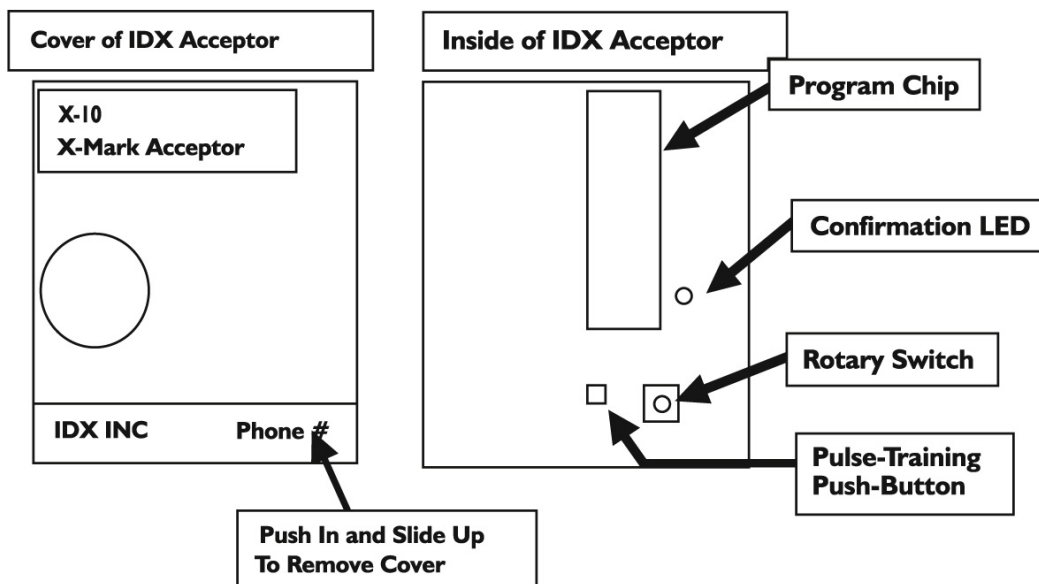 Cover of IDX Acceptor
X-10
X-Mark Acceptor
IDX INC Phone #
Push In and Slide Up
To Remove Cover
Inside of IDX Acceptor
Program Chip
Confirmation LED
Rotary Switch
Pulse-Training
Push-Button